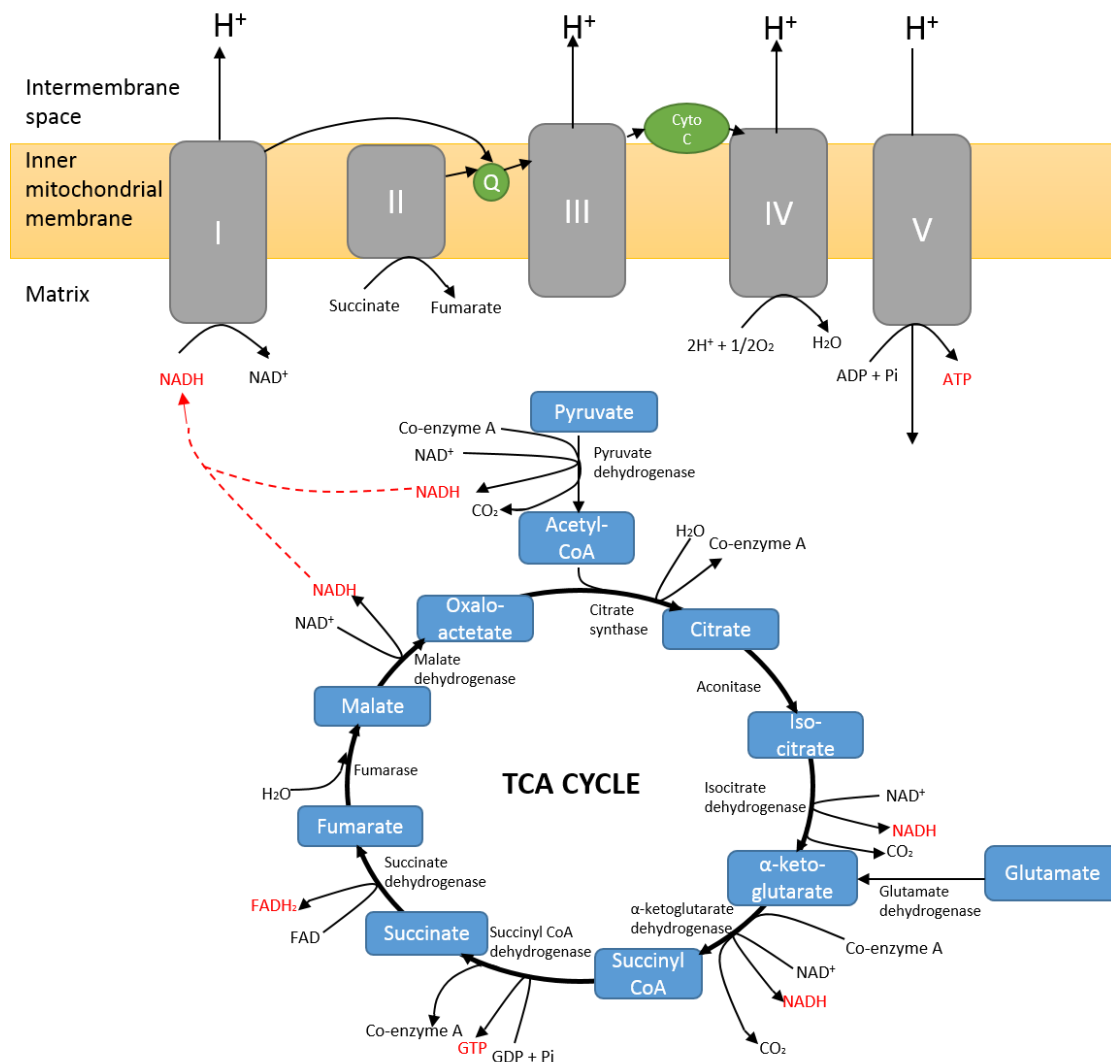 H⁺
H⁺
H⁺
H⁺
Intermembrane
space
Cyto
C
Inner
mitochondrial
membrane
I
II
Q
III
IV
V
Matrix
Succinate
Fumarate
NADH
NAD⁺
2H⁺ + 1/2O₂
H₂O
ADP + Pi
ATP
Pyruvate
Co-enzyme A
NAD⁺
Pyruvate
dehydrogenase
NADH
CO₂
Acetyl-
CoA
H₂O
Co-enzyme A
NADH
NAD⁺
Oxalo-
actetate
Citrate
synthase
Citrate
Malate
dehydrogenase
Aconitase
Malate
Iso-
citrate
Fumarase
H₂O
TCA CYCLE
Isocitrate
dehydrogenase
NAD⁺
NADH
CO₂
Fumarate
α-keto-
glutarate
Glutamate
Glutamate
dehydrogenase
Succinate
dehydrogenase
FADH₂
FAD
Succinate
Succinyl CoA
dehydrogenase
α-ketoglutarate
dehydrogenase
Co-enzyme A
NAD⁺
NADH
Succinyl
CoA
Co-enzyme A
GTP
GDP + Pi
CO₂